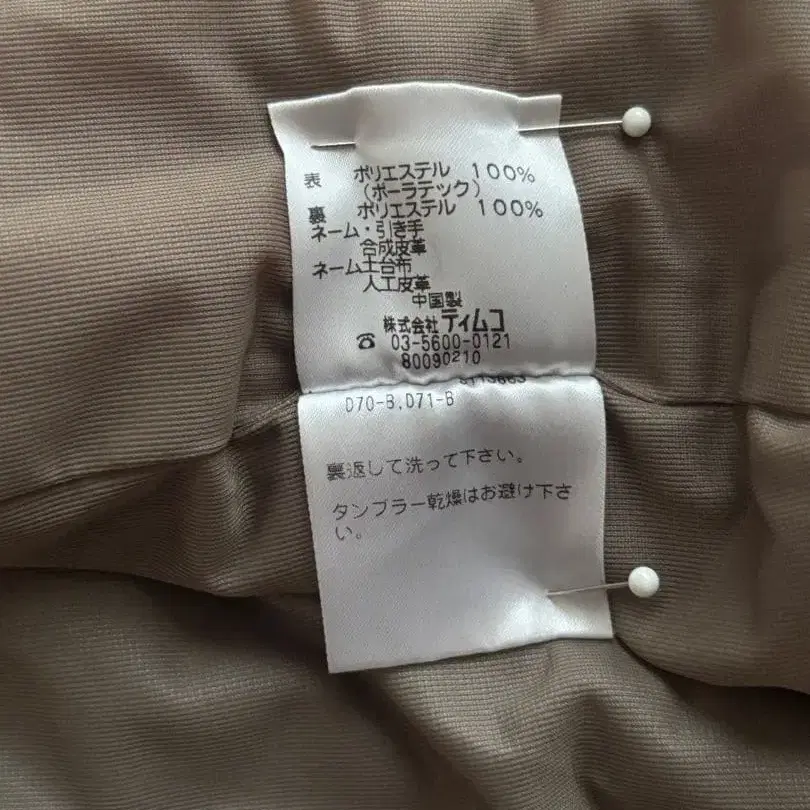 表 ポリエステル 100%
(ポーラテック)
裏 ポリエステル 100%
ネーム・引き手
合成皮革
ネーム土台布
人工皮革
中国製
株式会社ティムコ
☎ 03-5600-0121
80090210
D70-B,D71-B
裏返して洗って下さい。
タンブラー乾燥はお避け下さ
い。